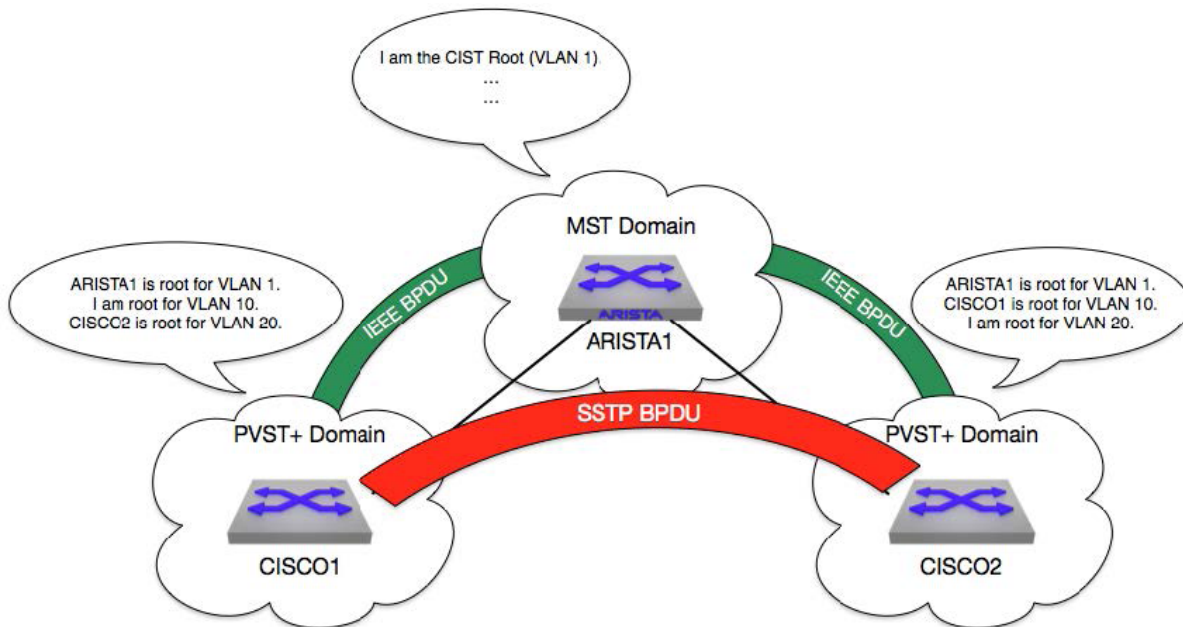 I am the CIST Root (VLAN 1).
...
...
MST Domain
ARISTA
ARISTA1
IEEE BPDU
IEEE BPDU
ARISTA1 is root for VLAN 1.
I am root for VLAN 10.
CISCO2 is root for VLAN 20.
ARISTA1 is root for VLAN 1.
CISCO1 is root for VLAN 10.
I am root for VLAN 20.
SSTP BPDU
PVST+ Domain
CISCO1
PVST+ Domain
CISCO2